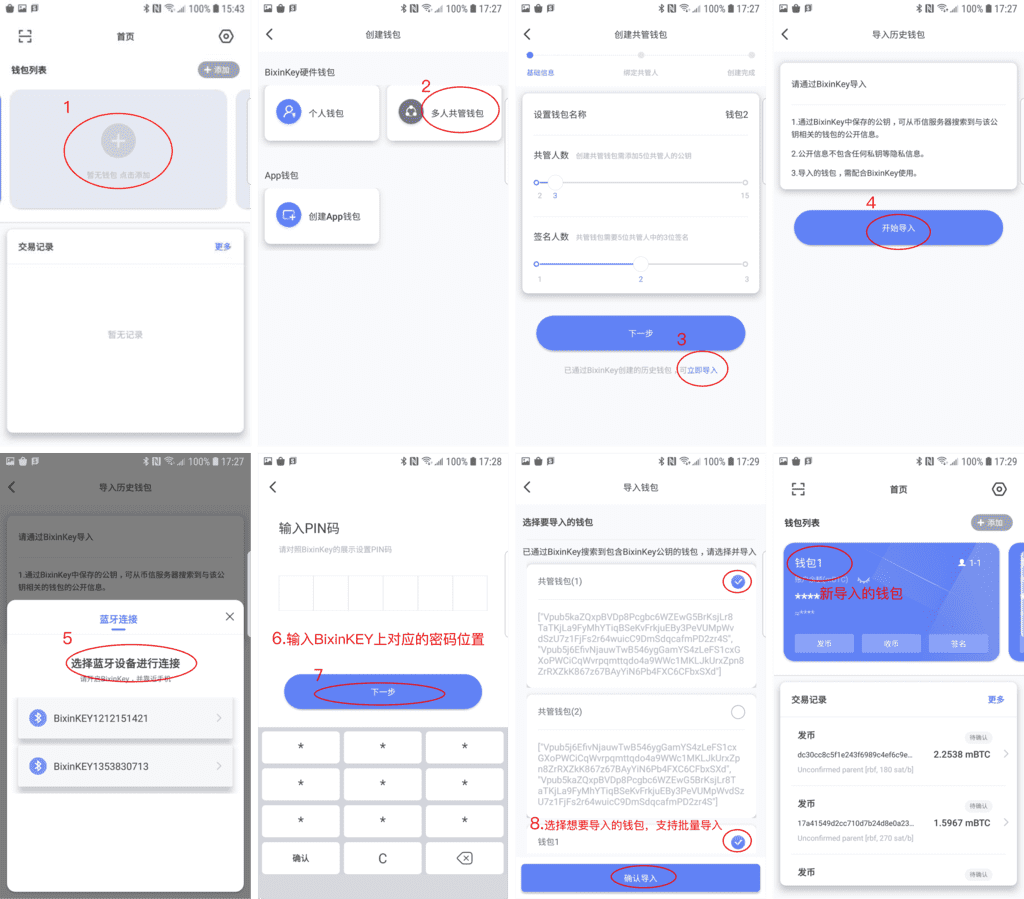 100% 15:43
首页
钱包列表
+ 添加
1
暂无钱包 点击添加
交易记录
更多
暂无记录
100% 17:27
创建钱包
BixinKey硬件钱包
个人钱包
2
多人共管钱包
App钱包
创建App钱包
100% 17:27
创建共管钱包
基础信息
绑定共管人
创建完成
设置钱包名称
钱包2
共管人数 创建共管钱包需添加5位共管人的公钥
2 3 15
签名人数 共管钱包需要5位共管人中的3位签名
1 2 3
下一步
3
已通过BixinKey创建的历史钱包，可立即导入
100% 17:27
导入历史钱包
请通过BixinKey导入
1.通过BixinKey中保存的公钥，可从币信服务器搜索到与该公
钥相关的钱包的公开信息。
2.公开信息不包含任何私钥等隐私信息。
3.导入的钱包，需配合BixinKey使用。
4
开始导入
100% 17:27
导入历史钱包
请通过BixinKey导入
1.通过BixinKey中保存的公钥，可从币信服务器搜索到与该公
钥相关的钱包的公开信息。
蓝牙连接
5
选择蓝牙设备进行连接
请开启BixinKey，并靠近手机
BixinKEY1212151421
BixinKEY1353830713
100% 17:28
输入PIN码
请对照BixinKey的展示设置PIN码
6.输入BixinKEY上对应的密码位置
7
下一步
* * *
* * *
* * *
确认 C
100% 17:29
导入钱包
选择要导入的钱包
已通过BixinKey搜索到包含BixinKey公钥的钱包，请选择并导入
共管钱包(1)
["Vpub5kaZQxpBVDp8Pcgbc6WZEwG5BrKsjLr8
TaTKjLa9FyMhYTiqBSeKvFrkjuEBy3PeVUMpWv
dSzU7z1FjFs2r64wuicC9DmSdqcafmPD2zr4S",
"Vpub5j6EfivNjauwTwB546ygGamYS4zLeFS1cxG
XoPWCiCqWvrpqmttqdo4a9WWc1MKLJkUrxZpn8
ZrRXZkK867z67BAyYiN6Pb4FXC6CFbxSXd"]
共管钱包(2)
["Vpub5j6EfivNjauwTwB546ygGamYS4zLeFS1cx
GXoPWCiCqWvrpqmttqdo4a9WWc1MKLJkUrxZp
n8ZrRXZkK867z67BAyYiN6Pb4FXC6CFbxSXd",
"Vpub5kaZQxpBVDp8Pcgbc6WZEwG5BrKsjLr8T
aTKjLa9FyMhYTiqBSeKvFrkjuEBy3PeVUMpWvdSz
U7z1FjFs2r64wuicC9DmSdqcafmPD2zr4S"]
8.选择想要导入的钱包，支持批量导入
钱包1
确认导入
100% 17:29
首页
钱包列表
+ 添加
钱包1
1-1
****新导入的钱包
≈****
发币
收币
签名
交易记录
更多
发币
待确认
dc30cc8c5f1e243f6989c4ef6c9e...
2.2538 mBTC
Unconfirmed parent [rbf, 180 sat/b]
发币
待确认
17a41549d2cc710d7b24d8e0a23...
1.5967 mBTC
Unconfirmed parent [rbf, 270 sat/b]
发币
待确认